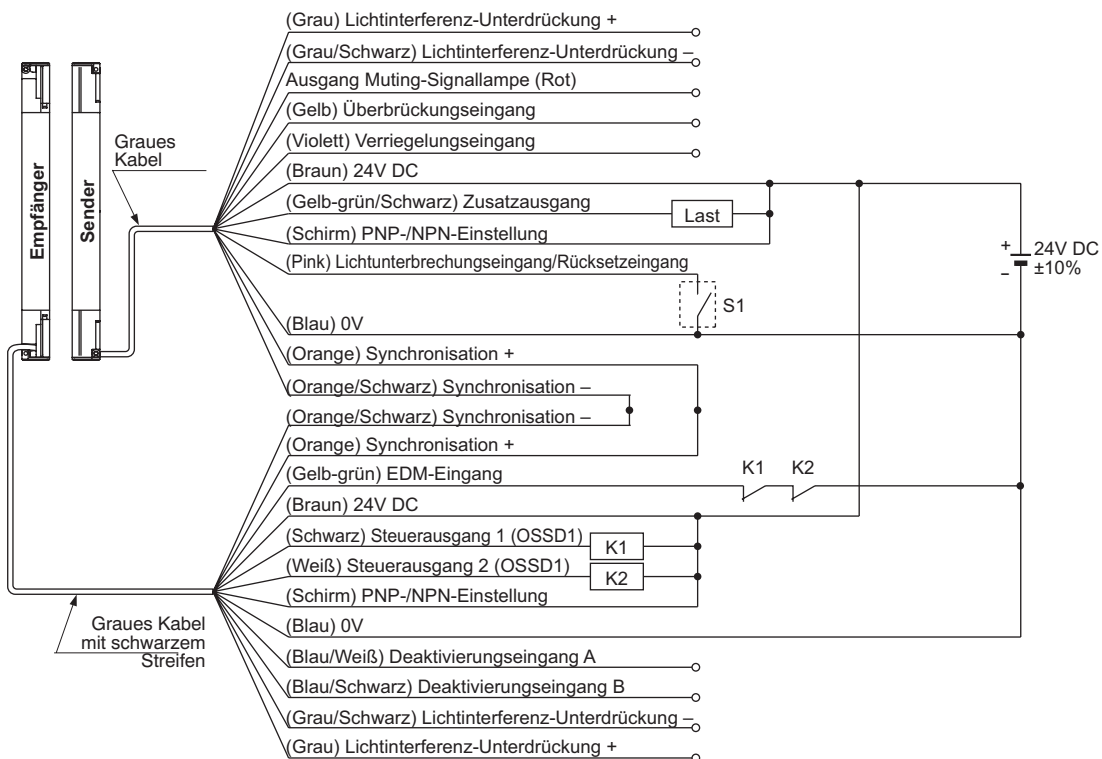 (Grau) Lichtinterferenz-Unterdrückung +
(Grau/Schwarz) Lichtinterferenz-Unterdrückung –
Ausgang Muting-Signallampe (Rot)
(Gelb) Überbrückungseingang
(Violett) Verriegelungseingang
(Braun) 24V DC
(Gelb-grün/Schwarz) Zusatzausgang
Last
(Schirm) PNP-/NPN-Einstellung
(Pink) Lichtunterbrechungseingang/Rücksetzeingang
S1
(Blau) 0V
(Orange) Synchronisation +
(Orange/Schwarz) Synchronisation –
(Orange/Schwarz) Synchronisation –
(Orange) Synchronisation +
(Gelb-grün) EDM-Eingang
K1 K2
(Braun) 24V DC
(Schwarz) Steuerausgang 1 (OSSD1)
K1
(Weiß) Steuerausgang 2 (OSSD1)
K2
(Schirm) PNP-/NPN-Einstellung
(Blau) 0V
(Blau/Weiß) Deaktivierungseingang A
(Blau/Schwarz) Deaktivierungseingang B
(Grau/Schwarz) Lichtinterferenz-Unterdrückung –
(Grau) Lichtinterferenz-Unterdrückung +
Empfänger
Sender
Graues
Kabel
Graues Kabel
mit schwarzem
Streifen
+
24V DC
–
±10%